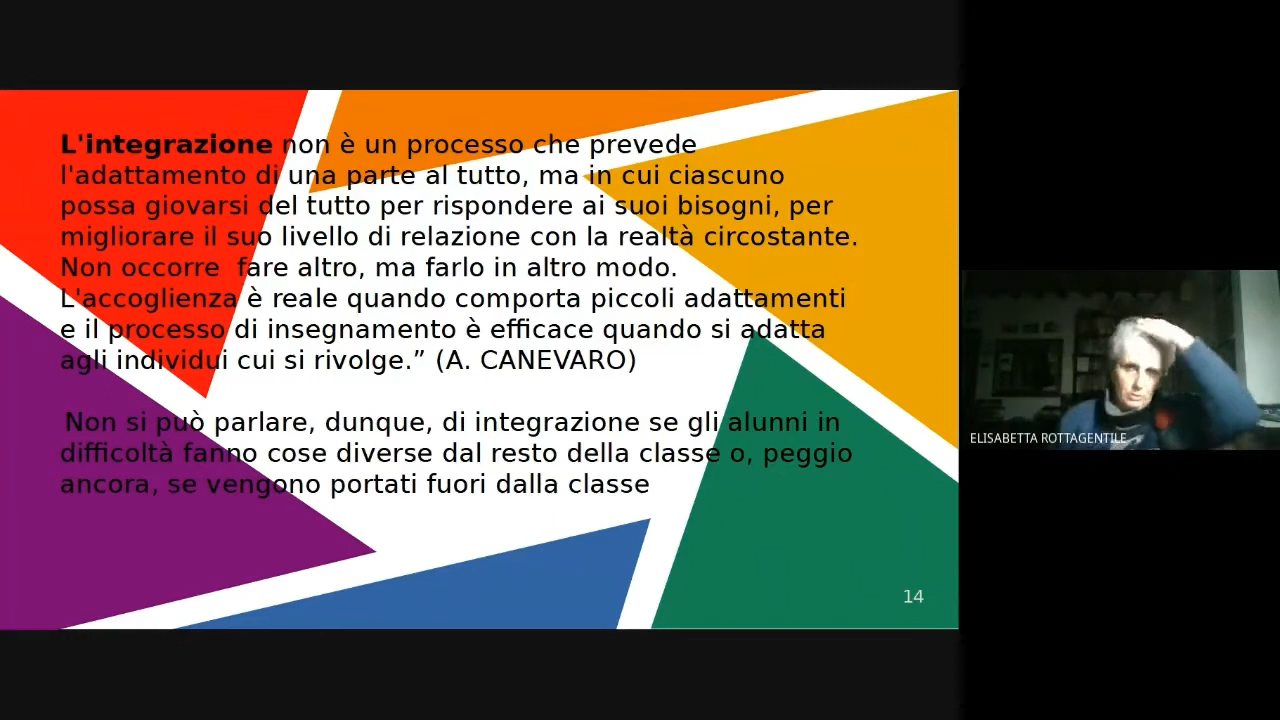 L'integrazione non è un processo che prevede
l'adattamento di una parte al tutto, ma in cui ciascuno
possa giovarsi del tutto per rispondere ai suoi bisogni, per
migliorare il suo livello di relazione con la realtà circostante.
Non occorre  fare altro, ma farlo in altro modo.
L'accoglienza è reale quando comporta piccoli adattamenti
e il processo di insegnamento è efficace quando si adatta
agli individui cui si rivolge.” (A. CANEVARO)
Non si può parlare, dunque, di integrazione se gli alunni in
difficoltà fanno cose diverse dal resto della classe o, peggio
ancora, se vengono portati fuori dalla classe
14
ELISABETTA ROTTAGENTILE